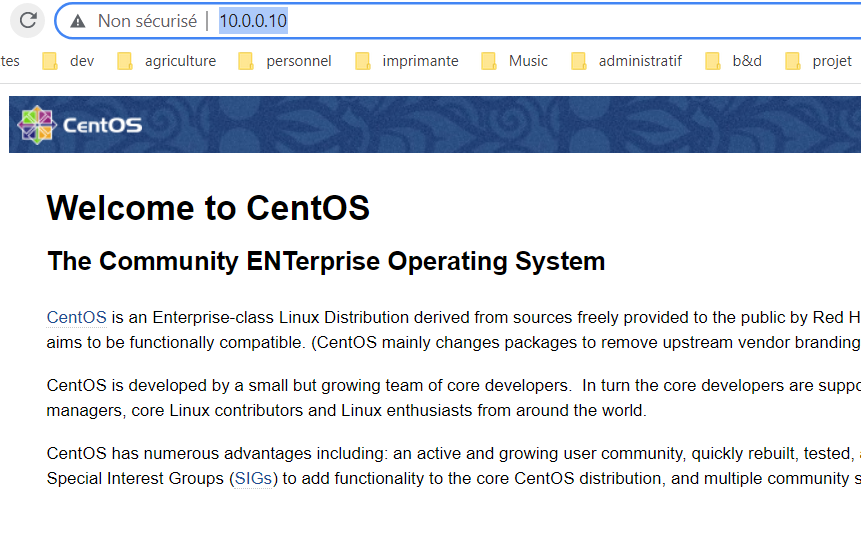 Non sécurisé | 10.0.0.10
tes dev agriculture personnel imprimante Music administratif b&d projet
CentOS
Welcome to CentOS
The Community ENTerprise Operating System
CentOS is an Enterprise-class Linux Distribution derived from sources freely provided to the public by Red H
aims to be functionally compatible. (CentOS mainly changes packages to remove upstream vendor branding
CentOS is developed by a small but growing team of core developers.  In turn the core developers are suppo
managers, core Linux contributors and Linux enthusiasts from around the world.
CentOS has numerous advantages including: an active and growing user community, quickly rebuilt, tested,
Special Interest Groups (SIGs) to add functionality to the core CentOS distribution, and multiple community s